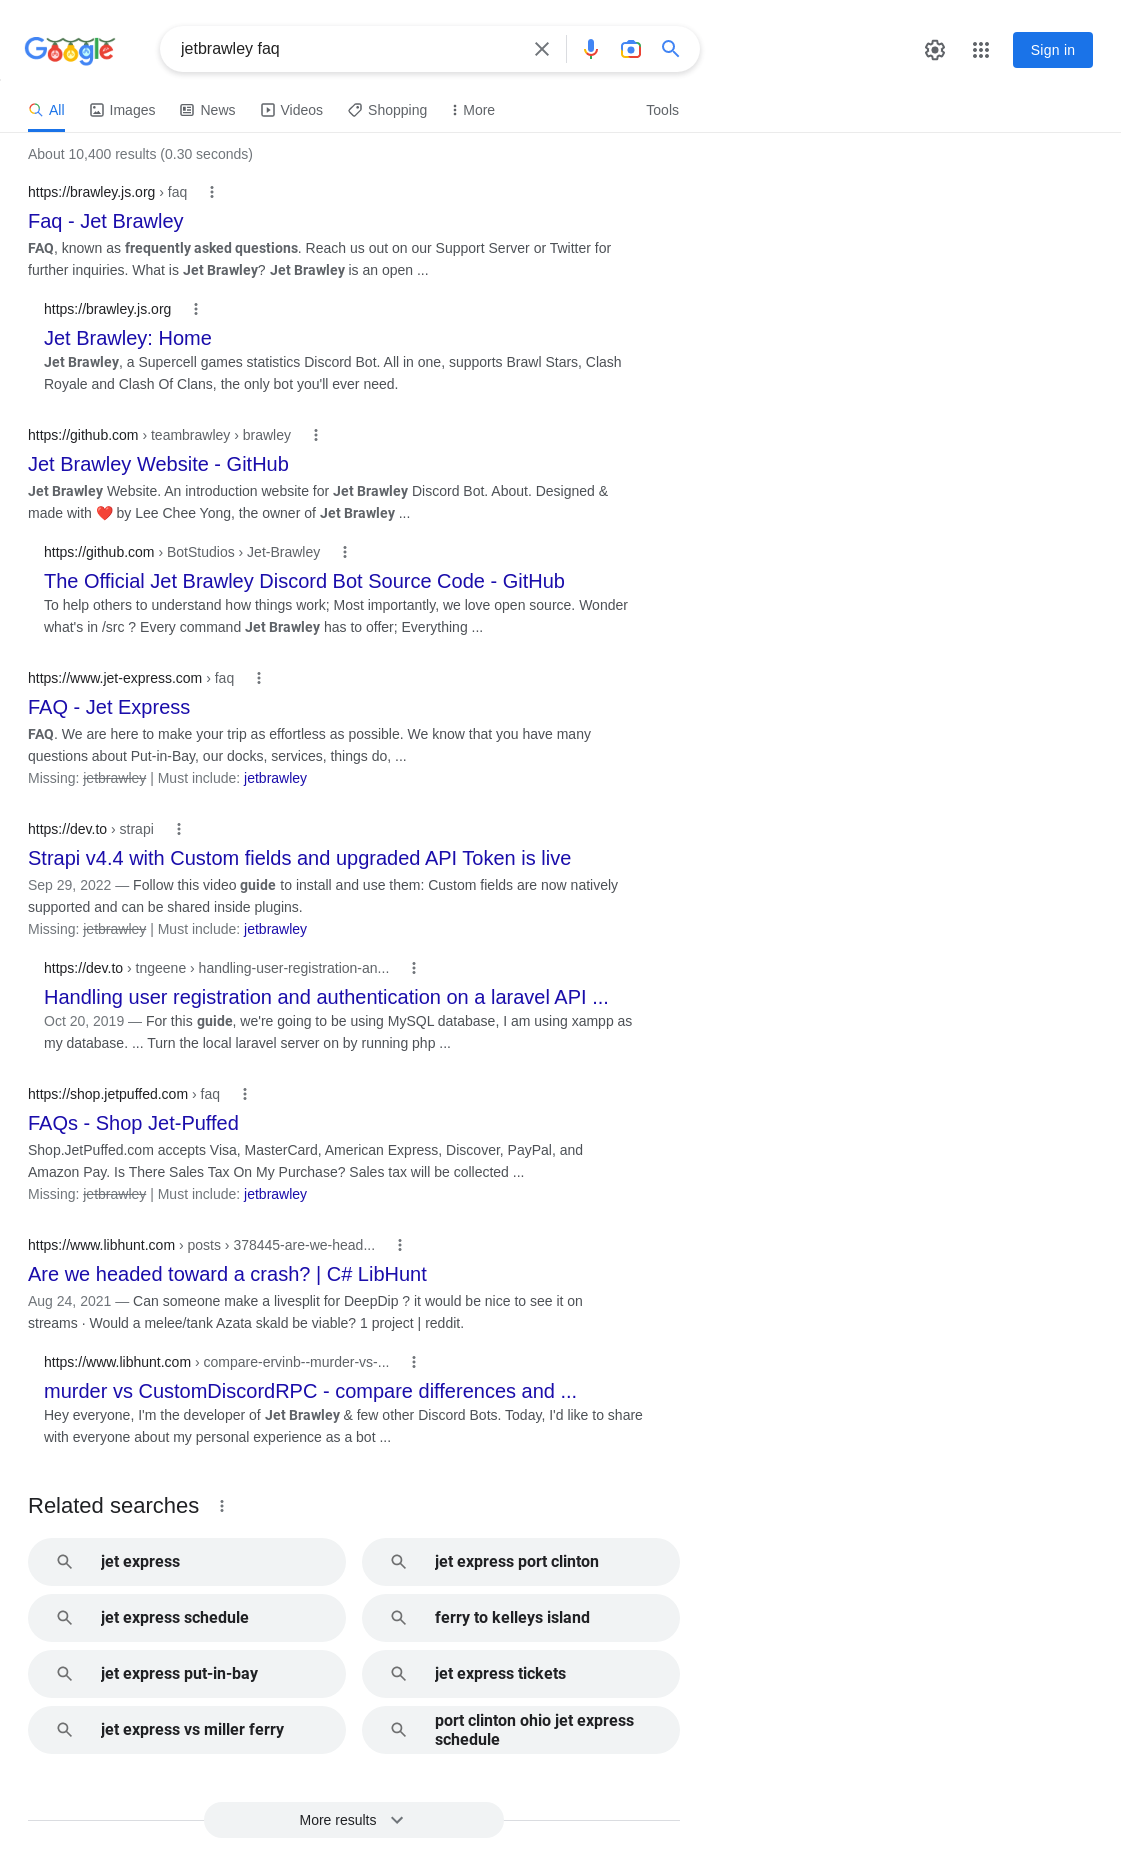 Google
jetbrawley faq
Sign in
All
Images
News
Videos
Shopping
More
Tools
About 10,400 results (0.30 seconds)
https://brawley.js.org › faq
Faq - Jet Brawley
FAQ, known as frequently asked questions. Reach us out on our Support Server or Twitter for
further inquiries. What is Jet Brawley? Jet Brawley is an open ...
https://brawley.js.org
Jet Brawley: Home
Jet Brawley, a Supercell games statistics Discord Bot. All in one, supports Brawl Stars, Clash
Royale and Clash Of Clans, the only bot you'll ever need.
https://github.com › teambrawley › brawley
Jet Brawley Website - GitHub
Jet Brawley Website. An introduction website for Jet Brawley Discord Bot. About. Designed &
made with ❤️ by Lee Chee Yong, the owner of Jet Brawley ...
https://github.com › BotStudios › Jet-Brawley
The Official Jet Brawley Discord Bot Source Code - GitHub
To help others to understand how things work; Most importantly, we love open source. Wonder
what's in /src ? Every command Jet Brawley has to offer; Everything ...
https://www.jet-express.com › faq
FAQ - Jet Express
FAQ. We are here to make your trip as effortless as possible. We know that you have many
questions about Put-in-Bay, our docks, services, things do, ...
Missing: jetbrawley | Must include: jetbrawley
https://dev.to › strapi
Strapi v4.4 with Custom fields and upgraded API Token is live
Sep 29, 2022 — Follow this video guide to install and use them: Custom fields are now natively
supported and can be shared inside plugins.
Missing: jetbrawley | Must include: jetbrawley
https://dev.to › tngeene › handling-user-registration-an...
Handling user registration and authentication on a laravel API ...
Oct 20, 2019 — For this guide, we're going to be using MySQL database, I am using xampp as
my database. ... Turn the local laravel server on by running php ...
https://shop.jetpuffed.com › faq
FAQs - Shop Jet-Puffed
Shop.JetPuffed.com accepts Visa, MasterCard, American Express, Discover, PayPal, and
Amazon Pay. Is There Sales Tax On My Purchase? Sales tax will be collected ...
Missing: jetbrawley | Must include: jetbrawley
https://www.libhunt.com › posts › 378445-are-we-head...
Are we headed toward a crash? | C# LibHunt
Aug 24, 2021 — Can someone make a livesplit for DeepDip ? it would be nice to see it on
streams · Would a melee/tank Azata skald be viable? 1 project | reddit.
https://www.libhunt.com › compare-ervinb--murder-vs-...
murder vs CustomDiscordRPC - compare differences and ...
Hey everyone, I'm the developer of Jet Brawley & few other Discord Bots. Today, I'd like to share
with everyone about my personal experience as a bot ...
Related searches
jet express
jet express port clinton
jet express schedule
ferry to kelleys island
jet express put-in-bay
jet express tickets
jet express vs miller ferry
port clinton ohio jet express
schedule
More results